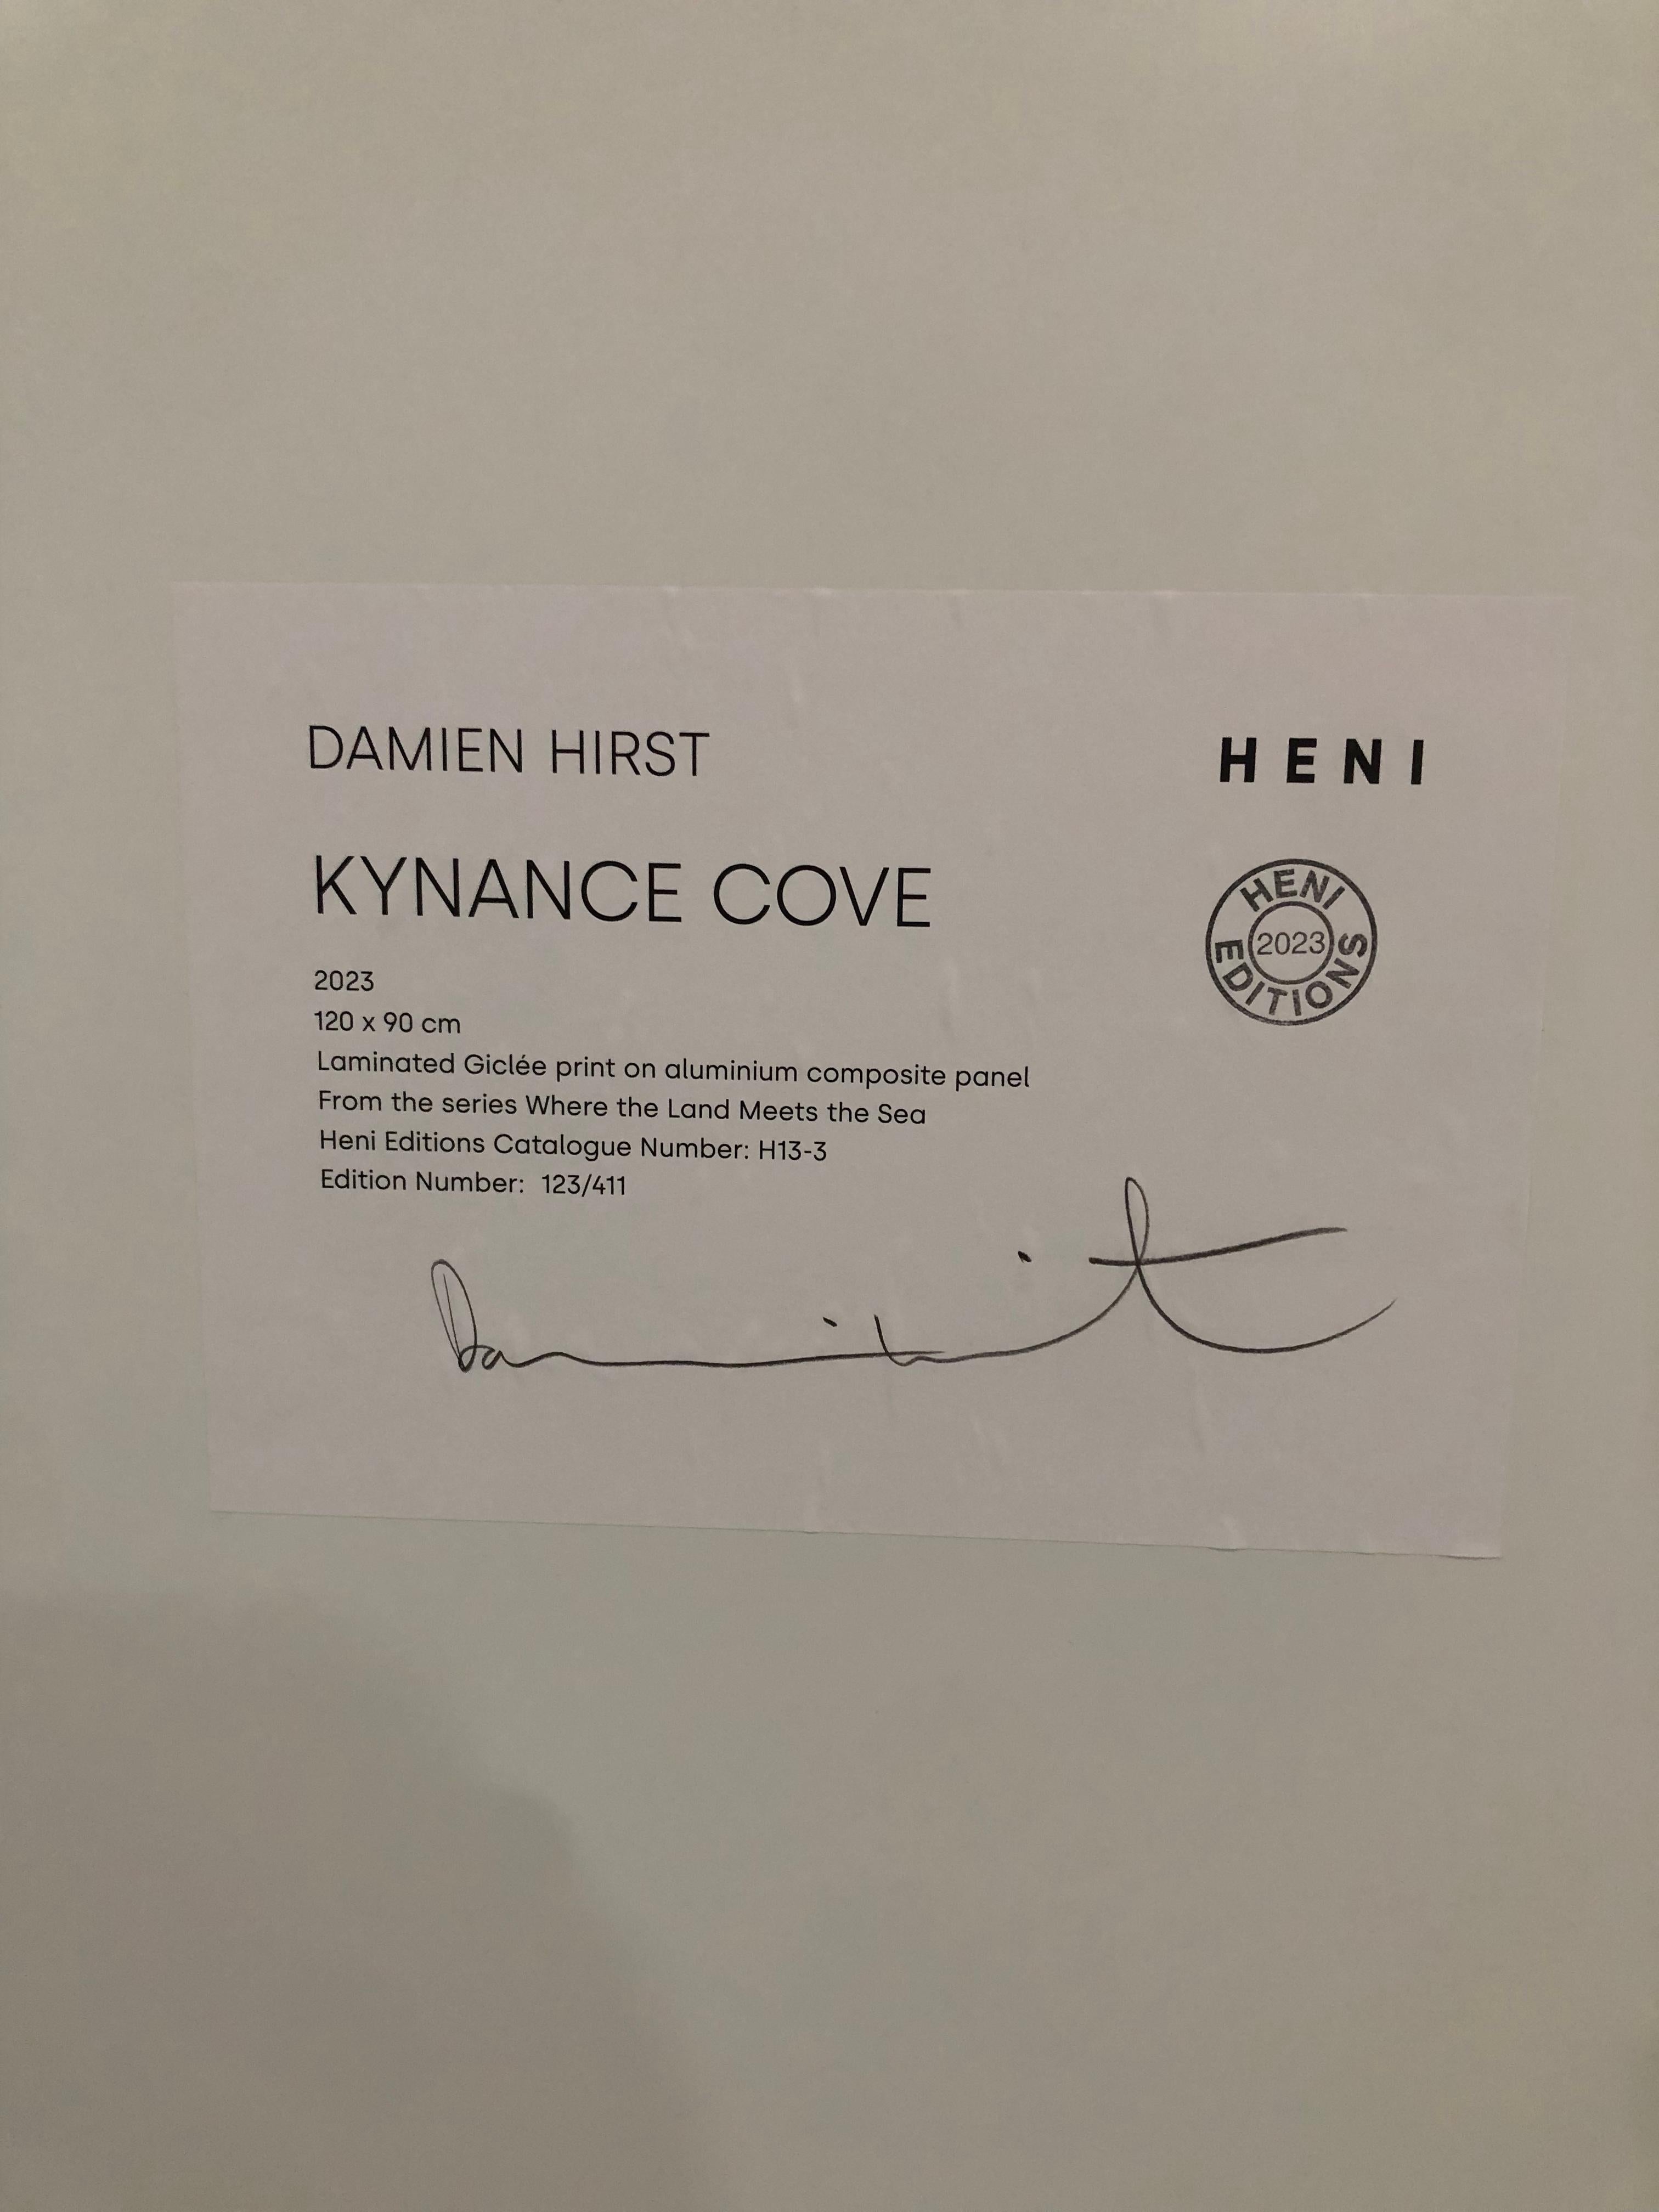 DAMIEN HIRST
HENI
KYNANCE COVE
HENI EDITIONS
2023
2023
120 x 90 cm
Laminated Giclée print on aluminium composite panel
From the series Where the Land Meets the Sea
Heni Editions Catalogue Number: H13-3
Edition Number: 123/411